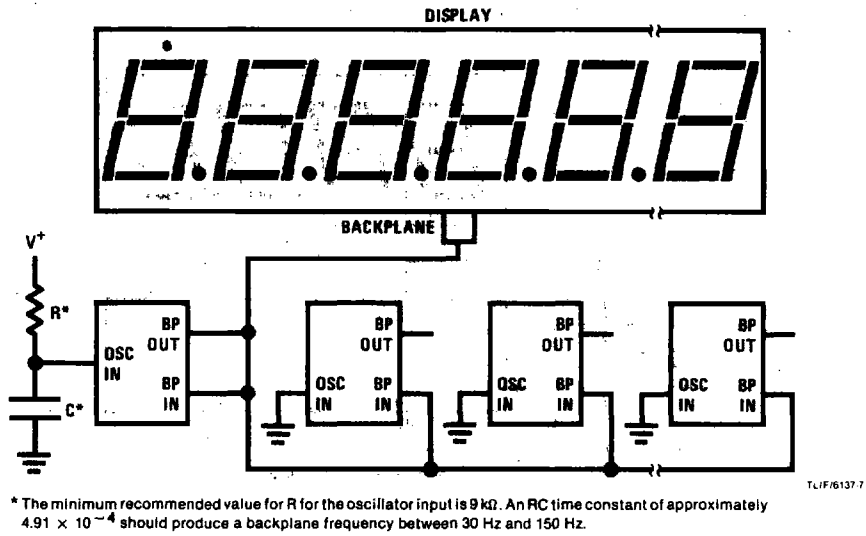 DISPLAY
BACKPLANE
V+
R*
C*
OSC IN
BP OUT
BP IN
BP OUT
OSC IN
BP IN
BP OUT
OSC IN
BP IN
BP OUT
OSC IN
BP IN
TL/F/6137-7
* The minimum recommended value for R for the oscillator input is 9 kΩ. An RC time constant of approximately
4.91 × 10⁻⁴ should produce a backplane frequency between 30 Hz and 150 Hz.